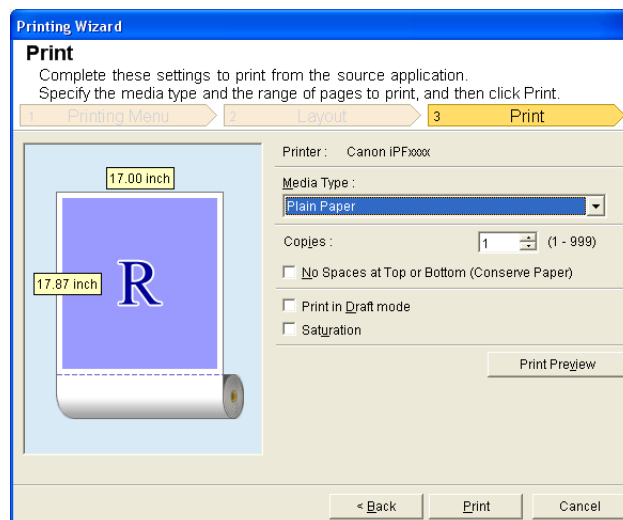 Printing Wizard
Print
Complete these settings to print from the source application.
Specify the media type and the range of pages to print, and then click Print.
1 Printing Menu 2 Layout 3 Print
Printer : Canon iPFxxxx
17.00 inch
Media Type :
Plain Paper
Copies : 1 (1 - 999)
No Spaces at Top or Bottom (Conserve Paper)
17.87 inch
R
Print in Draft mode
Saturation
Print Preview
< Back Print Cancel